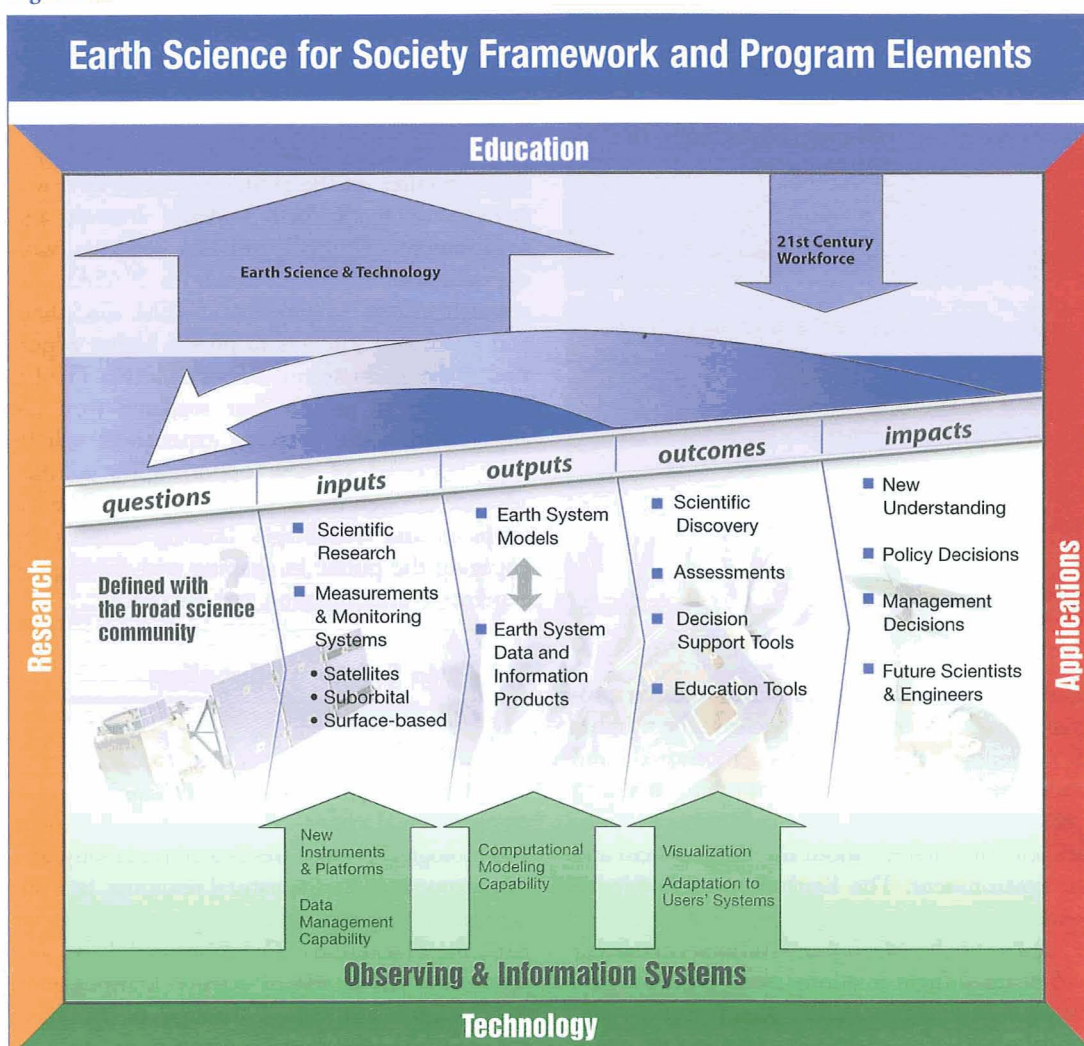 Earth Science for Society Framework and Program Elements
Education
Earth Science & Technology
21st Century
Workforce
Research
Applications
questions
inputs
outputs
outcomes
impacts
Defined with
the broad science
community
■ Scientific
Research
■ Measurements
& Monitoring
Systems
• Satellites
• Suborbital
• Surface-based
■ Earth System
Models
■ Earth System
Data and
Information
Products
■ Scientific
Discovery
■ Assessments
■ Decision
Support Tools
■ Education Tools
■ New
Understanding
■ Policy Decisions
■ Management
Decisions
■ Future Scientists
& Engineers
New
Instruments
& Platforms
Data
Management
Capability
Computational
Modeling
Capability
Visualization
Adaptation to
Users' Systems
Observing & Information Systems
Technology